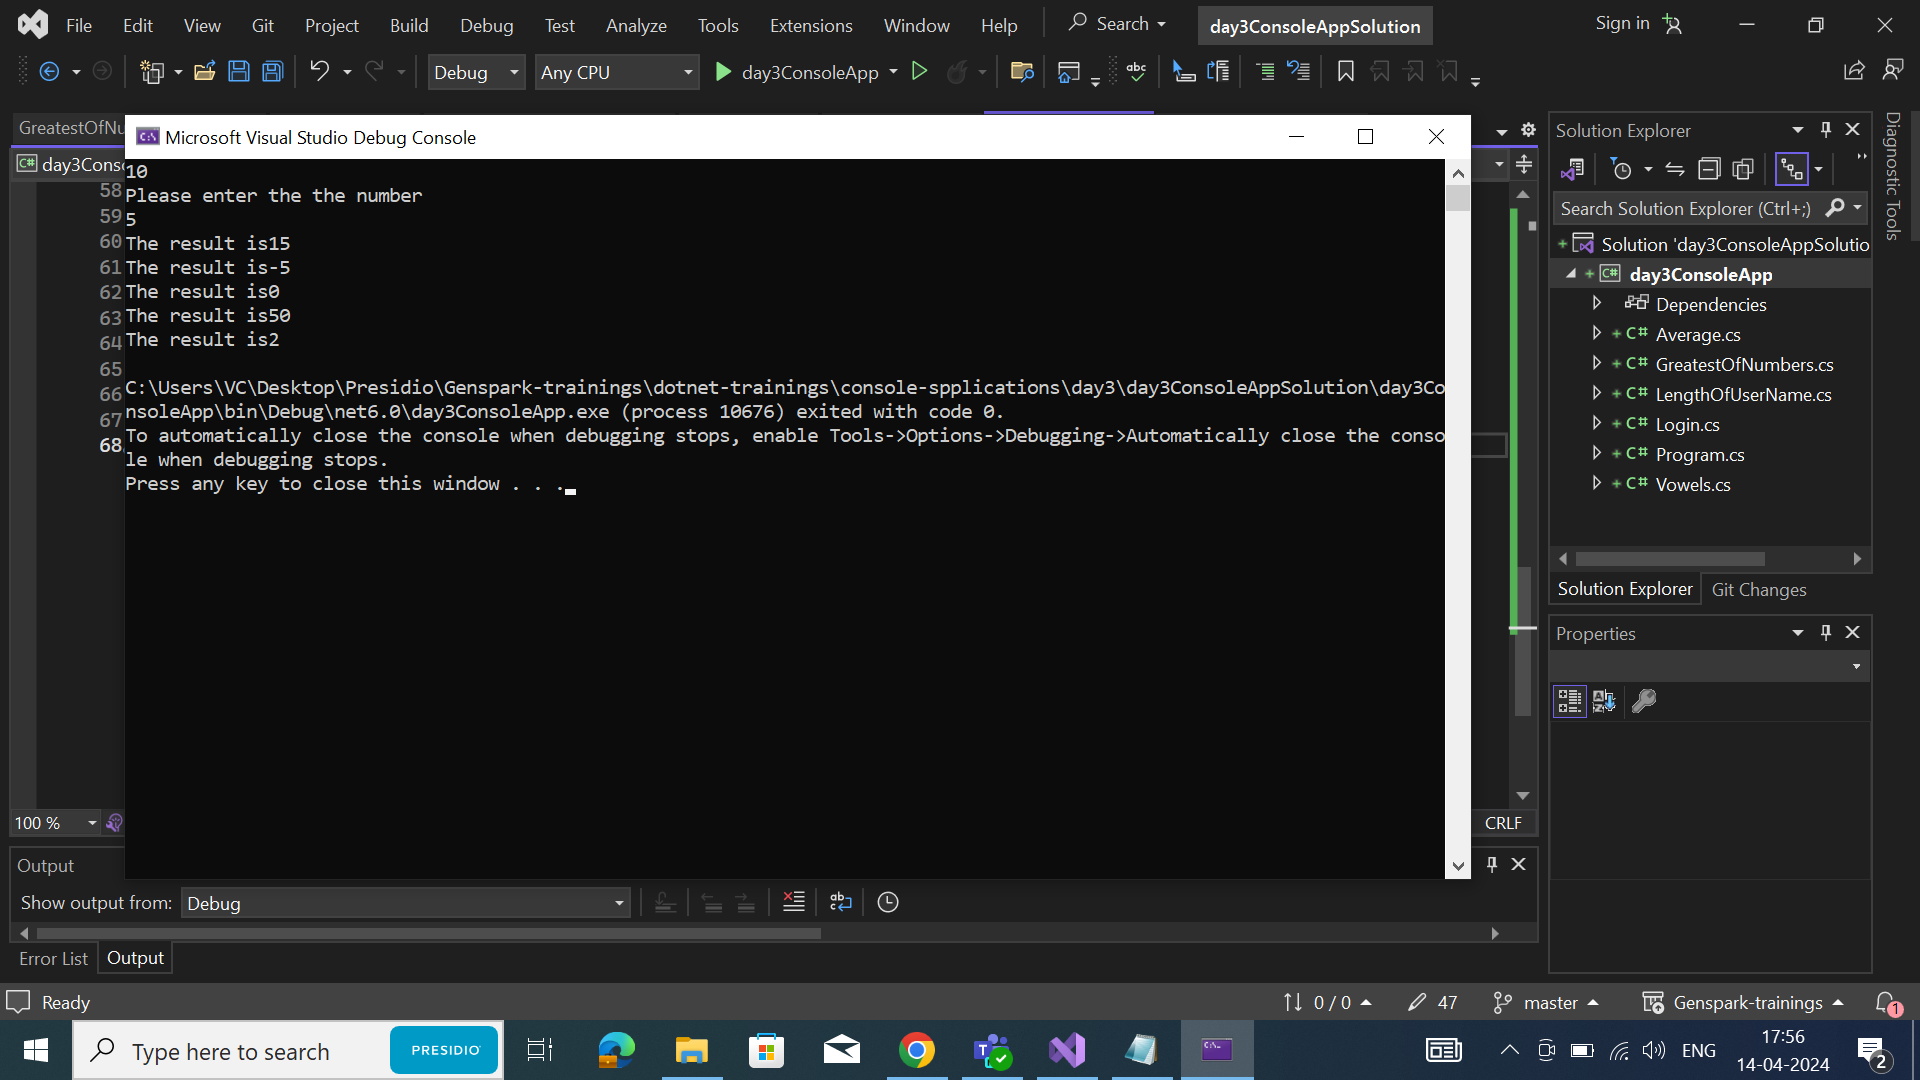 File Edit View Git Project Build Debug Test Analyze Tools Extensions Window Help Search day3ConsoleAppSolution Sign in
Debug Any CPU day3ConsoleApp
GreatestOfNu
day3Conso
58
59
60
61
62
63
64
65
66
67
68
Microsoft Visual Studio Debug Console
10
Please enter the the number
5
The result is15
The result is-5
The result is0
The result is50
The result is2
C:\Users\VC\Desktop\Presidio\Genspark-trainings\dotnet-trainings\console-spplications\day3\day3ConsoleAppSolution\day3Co
nsoleApp\bin\Debug\net6.0\day3ConsoleApp.exe (process 10676) exited with code 0.
To automatically close the console when debugging stops, enable Tools->Options->Debugging->Automatically close the conso
le when debugging stops.
Press any key to close this window . . .
Solution Explorer
Search Solution Explorer (Ctrl+;)
Solution 'day3ConsoleAppSolutio
day3ConsoleApp
Dependencies
C# Average.cs
C# GreatestOfNumbers.cs
C# LengthOfUserName.cs
C# Login.cs
C# Program.cs
C# Vowels.cs
Solution Explorer Git Changes
Diagnostic Tools
Properties
100 %
CRLF
Output
Show output from: Debug
Error List Output
Ready 0 / 0 47 master Genspark-trainings 1
Type here to search PRESIDIO
ENG
17:56
14-04-2024
2